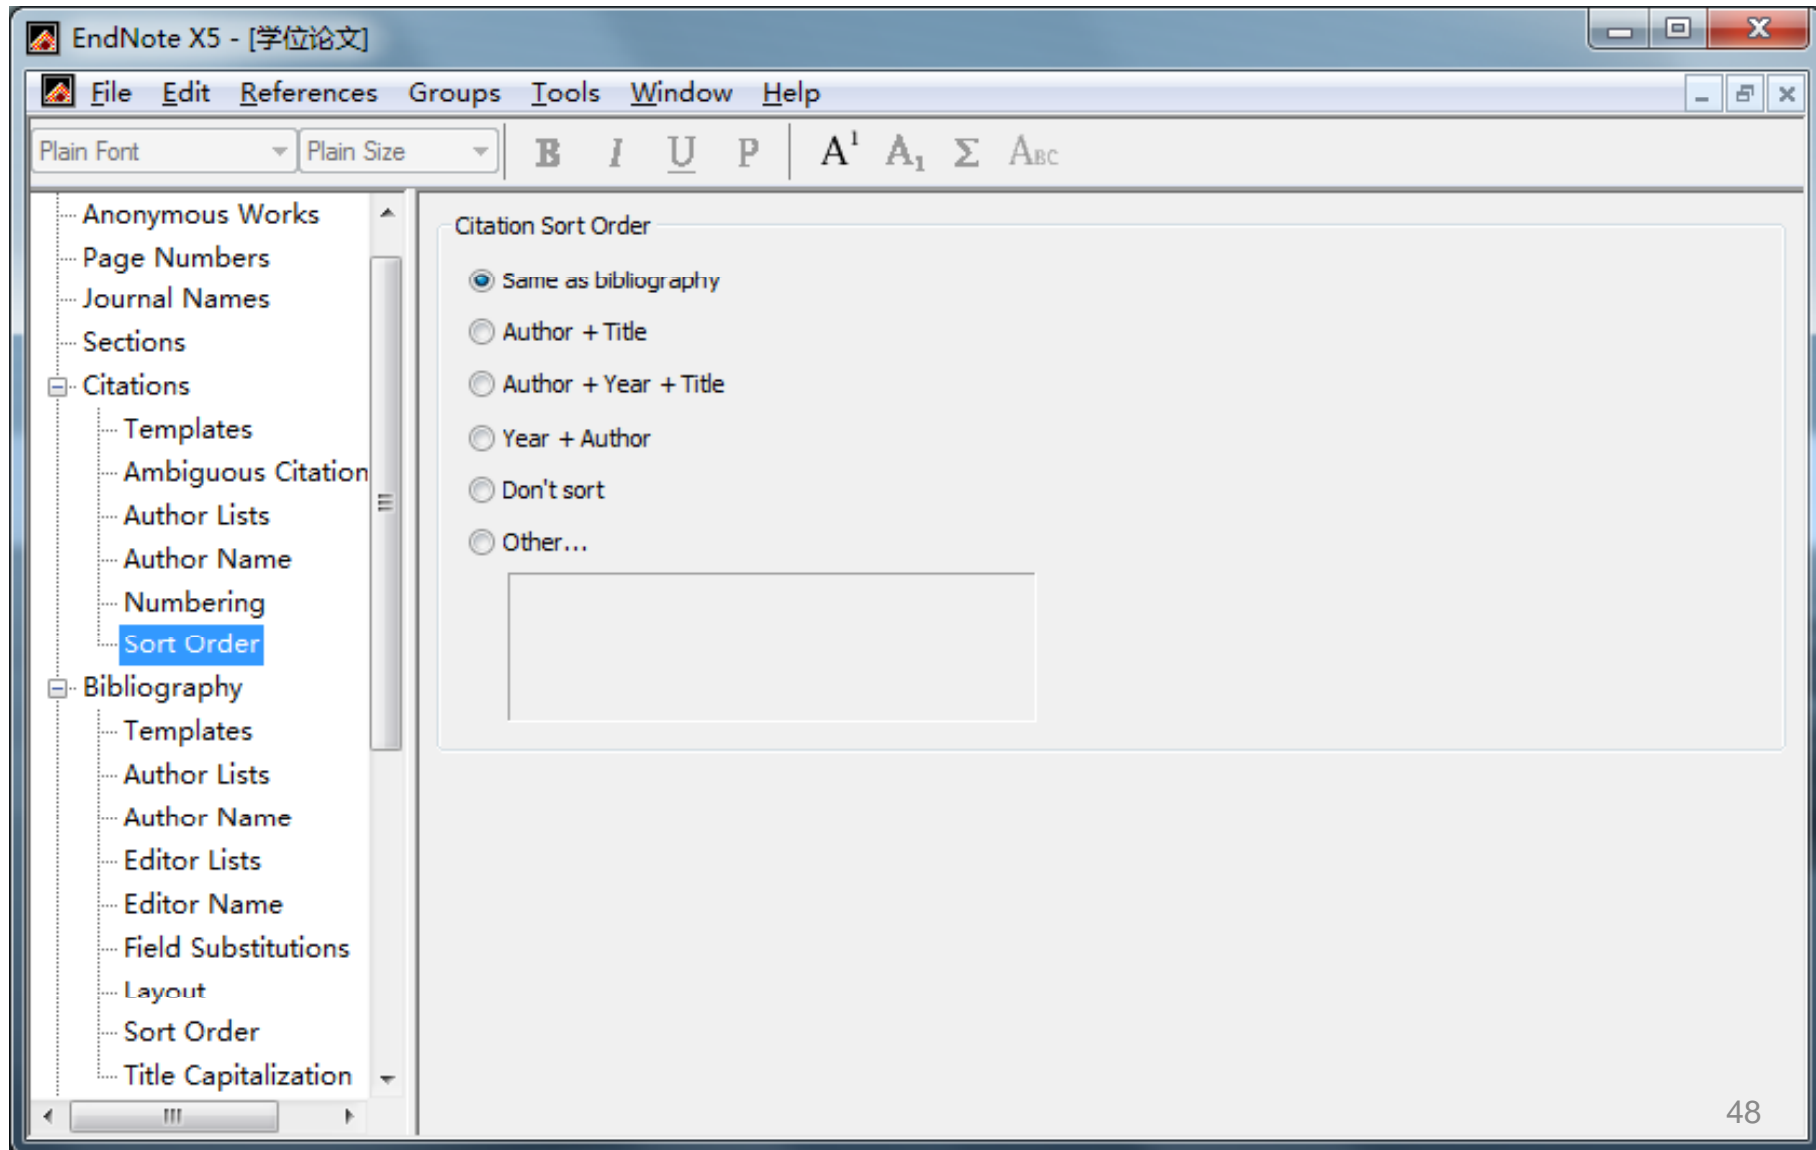 EndNote X5 - [学位论文]
File Edit References Groups Tools Window Help
Plain Font Plain Size B I U P A1 A1 Σ ABC
Anonymous Works
Page Numbers
Journal Names
Sections
Citations
Templates
Ambiguous Citation
Author Lists
Author Name
Numbering
Sort Order
Bibliography
Templates
Author Lists
Author Name
Editor Lists
Editor Name
Field Substitutions
Layout
Sort Order
Title Capitalization
Citation Sort Order
Same as bibliography
Author + Title
Author + Year + Title
Year + Author
Don't sort
Other...
48